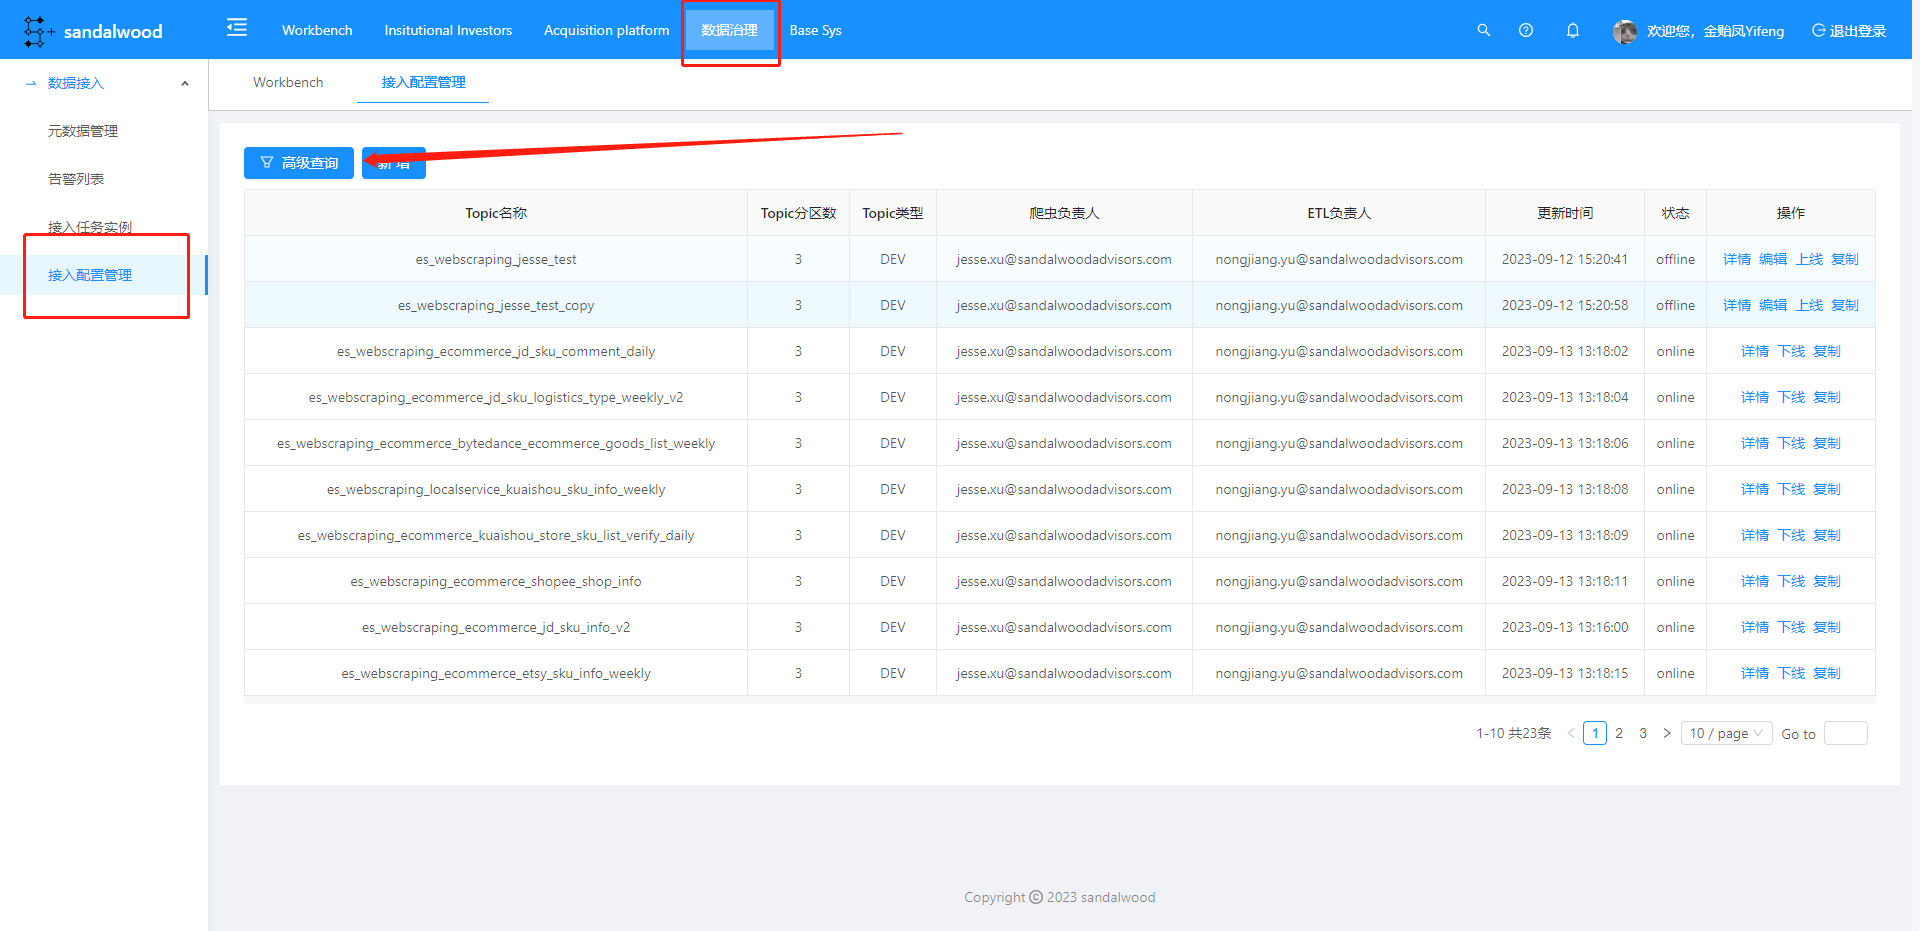 sandalwood
Workbench Insitutional Investors Acquisition platform 数据治理 Base Sys
欢迎您，金贻凤Yifeng 退出登录
数据接入
元数据管理
告警列表
接入任务实例
接入配置管理
Workbench 接入配置管理
高级查询 新 增
Topic名称 Topic分区数 Topic类型 爬虫负责人 ETL负责人 更新时间 状态 操作
es_webscraping_jesse_test 3 DEV jesse.xu@sandalwoodadvisors.com nongjiang.yu@sandalwoodadvisors.com 2023-09-12 15:20:41 offline 详情 编辑 上线 复制
es_webscraping_jesse_test_copy 3 DEV jesse.xu@sandalwoodadvisors.com nongjiang.yu@sandalwoodadvisors.com 2023-09-12 15:20:58 offline 详情 编辑 上线 复制
es_webscraping_ecommerce_jd_sku_comment_daily 3 DEV jesse.xu@sandalwoodadvisors.com nongjiang.yu@sandalwoodadvisors.com 2023-09-13 13:18:02 online 详情 下线 复制
es_webscraping_ecommerce_jd_sku_logistics_type_weekly_v2 3 DEV jesse.xu@sandalwoodadvisors.com nongjiang.yu@sandalwoodadvisors.com 2023-09-13 13:18:04 online 详情 下线 复制
es_webscraping_ecommerce_bytedance_ecommerce_goods_list_weekly 3 DEV jesse.xu@sandalwoodadvisors.com nongjiang.yu@sandalwoodadvisors.com 2023-09-13 13:18:06 online 详情 下线 复制
es_webscraping_localservice_kuaishou_sku_info_weekly 3 DEV jesse.xu@sandalwoodadvisors.com nongjiang.yu@sandalwoodadvisors.com 2023-09-13 13:18:08 online 详情 下线 复制
es_webscraping_ecommerce_kuaishou_store_sku_list_verify_daily 3 DEV jesse.xu@sandalwoodadvisors.com nongjiang.yu@sandalwoodadvisors.com 2023-09-13 13:18:09 online 详情 下线 复制
es_webscraping_ecommerce_shopee_shop_info 3 DEV jesse.xu@sandalwoodadvisors.com nongjiang.yu@sandalwoodadvisors.com 2023-09-13 13:18:11 online 详情 下线 复制
es_webscraping_ecommerce_jd_sku_info_v2 3 DEV jesse.xu@sandalwoodadvisors.com nongjiang.yu@sandalwoodadvisors.com 2023-09-13 13:16:00 online 详情 下线 复制
es_webscraping_ecommerce_etsy_sku_info_weekly 3 DEV jesse.xu@sandalwoodadvisors.com nongjiang.yu@sandalwoodadvisors.com 2023-09-13 13:18:15 online 详情 下线 复制
1-10 共23条 < 1 2 3 > 10 / page Go to
Copyright © 2023 sandalwood